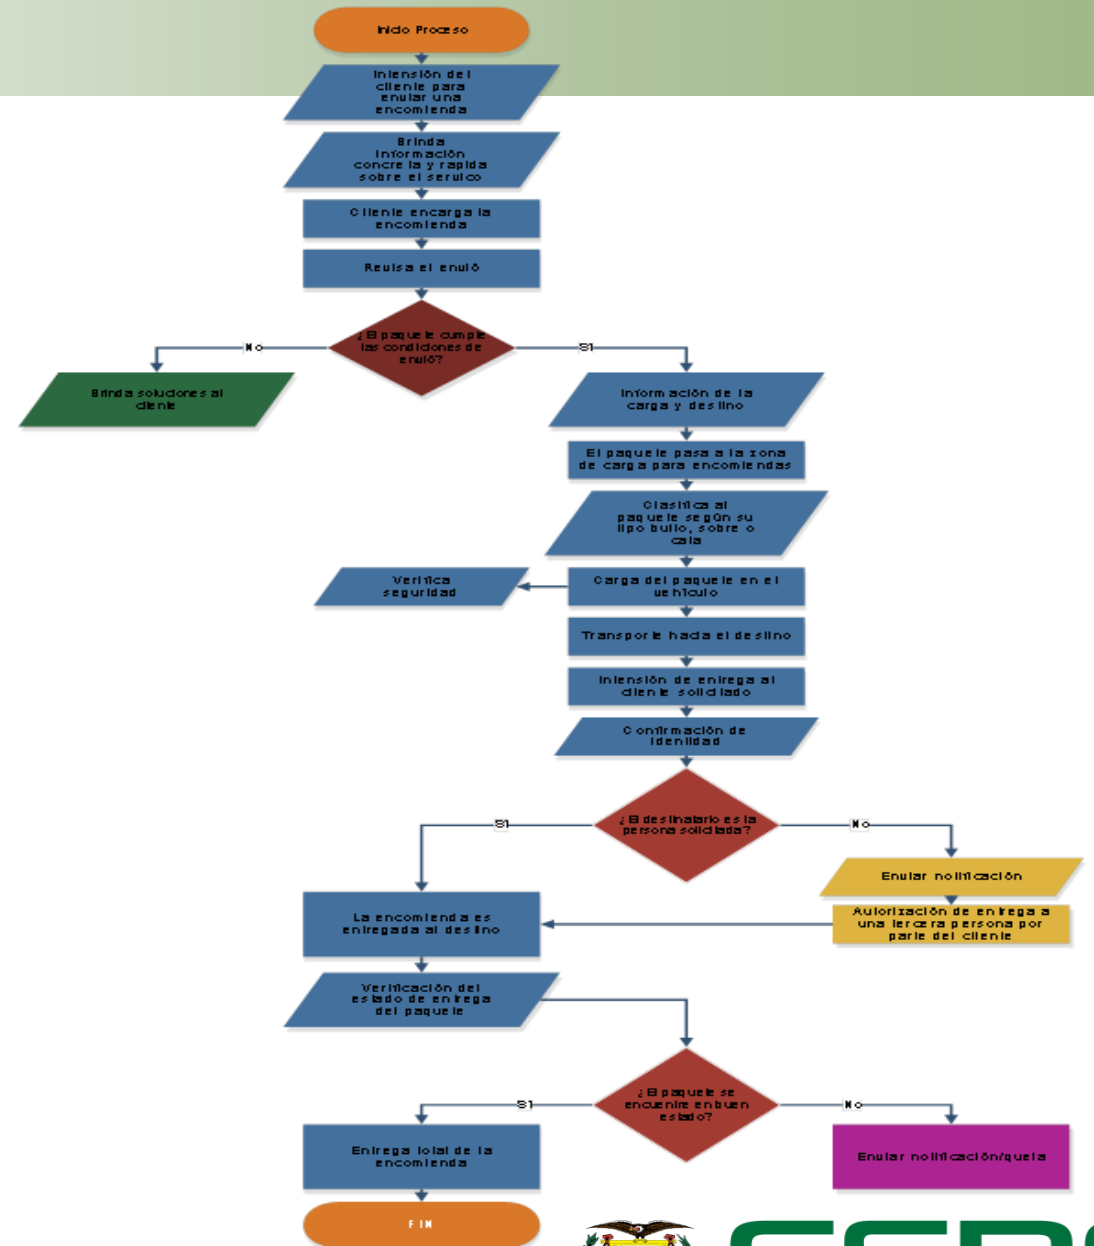 Inicio Proceso
Intensión del
cliente para
enviar una
encomienda
Brinda
información
concreta y rapida
sobre el servico
Cliente encarga la
encomienda
Revisa el envió
¿El paquete cumple
las condiciones de
envió?
No
SI
Brinda soluciones al
cliente
Información de la
carga y destino
El paquete pasa a la zona
de carga para encomiendas
Clasifica al
paquete según su
tipo bulto, sobre o
caja
Verifica
seguridad
Carga del paquete en el
vehículo
Transporte hacia el destino
Intensión de entrega al
cliente solicitado
Confirmación de
identidad
¿El destinatario es la
persona solicitada?
SI
No
Enviar notificación
Autorización de entrega a
una tercera persona por
parte del cliente
La encomienda es
entregada al destino
Verificación del
estado de entrega
del paquete
¿El paquete se
encuentre en buen
estado?
SI
No
Entrega total de la
encomienda
Enviar notificación/queja
FIN